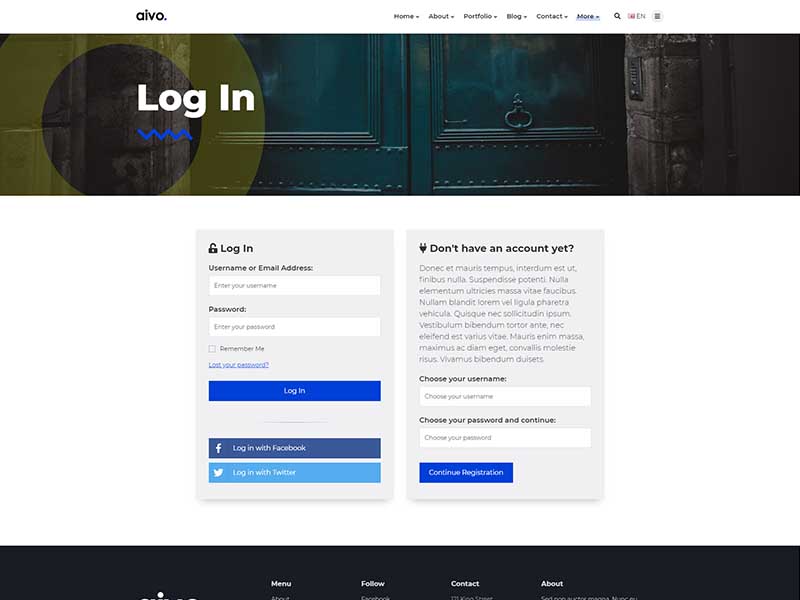 aivo.
Home
About
Portfolio
Blog
Contact
More
EN
Log In
Log In
Username or Email Address:
Enter your username
Password:
Enter your password
Remember Me
Lost your password?
Log In
Log in with Facebook
Log in with Twitter
Don't have an account yet?
Donec et mauris tempus, interdum est ut,
finibus nulla. Suspendisse potenti. Nulla
elementum ultricies massa vitae faucibus.
Nullam blandit lorem vel ligula pharetra
vehicula. Quisque nec sollicitudin ipsum.
Vestibulum bibendum tortor ante, nec
eleifend est varius vitae. Mauris enim massa,
maximus ac diam eget, convallis molestie
risus. Vivamus bibendum duisets.
Choose your username:
Choose your username
Choose your password and continue:
Choose your password
Continue Registration
aivo
Menu
About
Follow
Facebook
Contact
121 King Street
About
Sed non auctor magna. Nunc eu